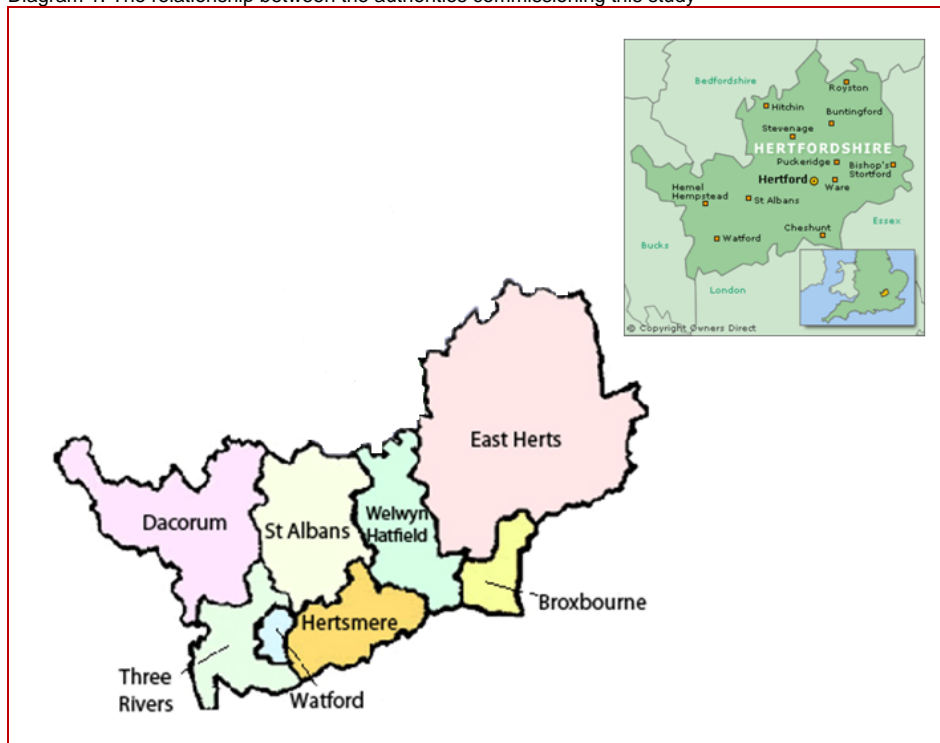 Diagram 1: The relationship between the authorities commissioning this study
Bedfordshire
Royston
Hitchin
Buntingford
Stevenage
HERTFORDSHIRE
Puckeridge
Bishop's
Stortford
Hertford
Ware
Hemel
Hempstead
St Albans
Essex
Cheshunt
Watford
Bucks
London
© Copyright Owners Direct
East Herts
Dacorum
St Albans
Welwyn
Hatfield
Broxbourne
Hertsmere
Three
Rivers
Watford